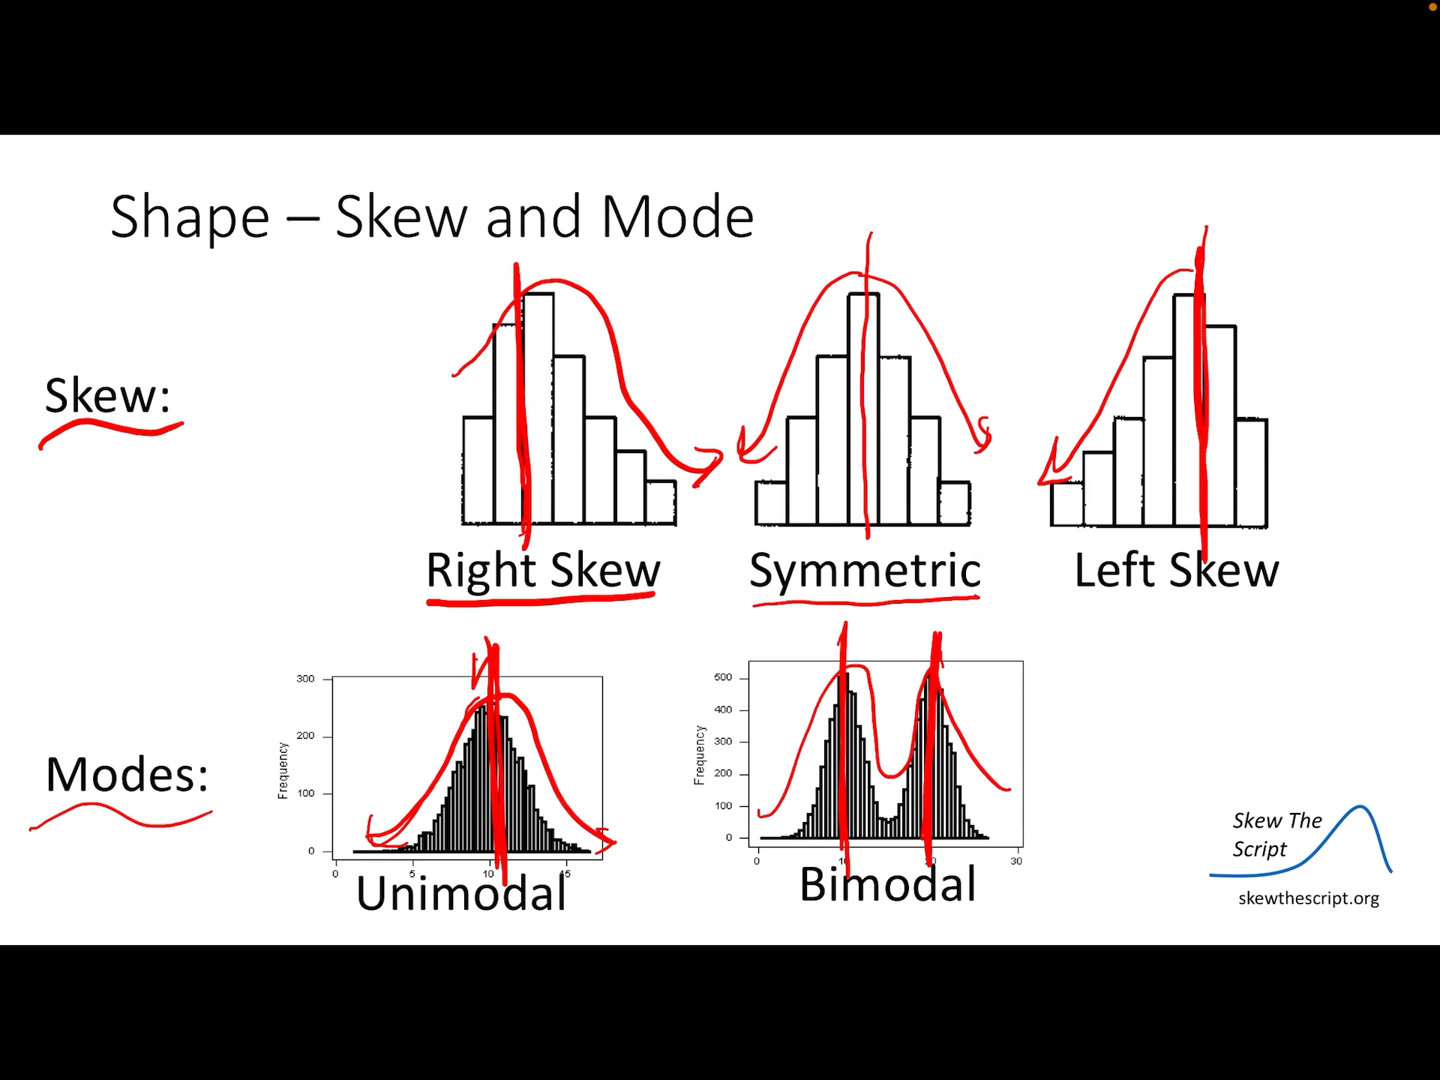 Shape – Skew and Mode
Skew:
Right Skew
Symmetric
Left Skew
Modes:
300
200
100
0
Frequency
0
5
10
15
Unimodal
500
400
300
200
100
0
Frequency
0
10
20
30
Bimodal
Skew The
Script
skewthescript.org